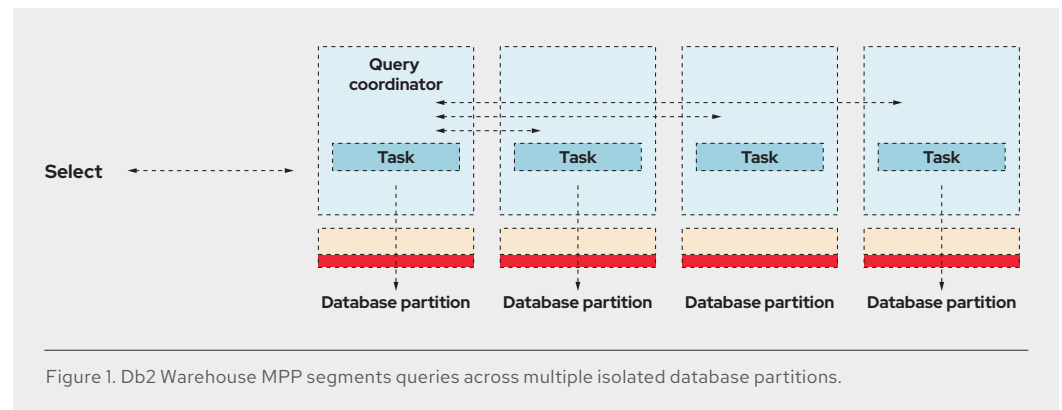 Query
coordinator
Select
Task Task Task Task
Database partition Database partition Database partition Database partition
Figure 1. Db2 Warehouse MPP segments queries across multiple isolated database partitions.